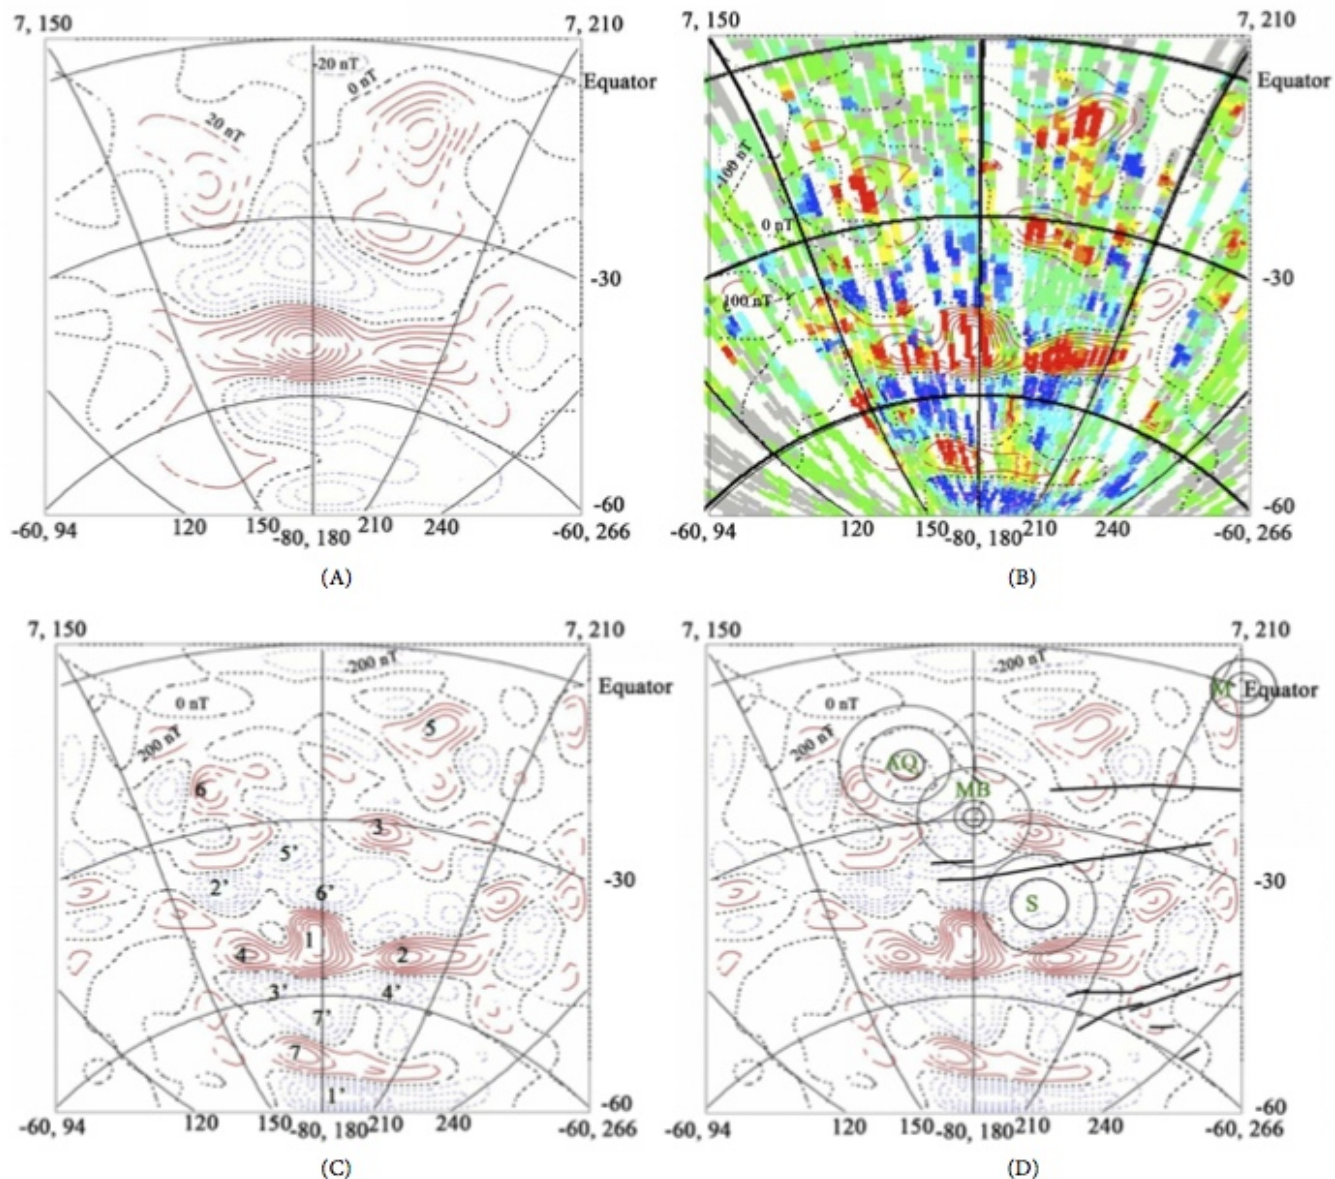 7, 150
7, 210
-20 nT
0 nT
20 nT
Equator
-30
-60
-60, 94
120
150
-80, 180
210
240
-60, 266
(A)
7, 150
7, 210
Equator
-100 nT
0 nT
100 nT
-30
-60
-60, 94
120
150
-80, 180
210
240
-60, 266
(B)
7, 150
7, 210
-200 nT
0 nT
200 nT
Equator
5
6
3
5'
2'
6'
-30
1
4
2
3'
4'
7'
7
1'
-60
-60, 94
120
150
-80, 180
210
240
-60, 266
(C)
7, 150
7, 210
-200 nT
0 nT
200 nT
M
Equator
AQ
MB
S
-30
-60
-60, 94
120
150
-80, 180
210
240
-60, 266
(D)